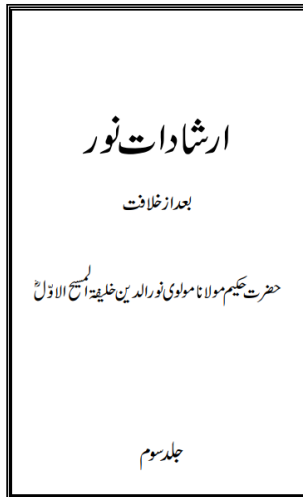 ارشادات نور
بعد از خلافت
حضرت حکیم مولانا مولوی نورالدین خلیفۃ المسیح الاوّلؓ
جلد سوم